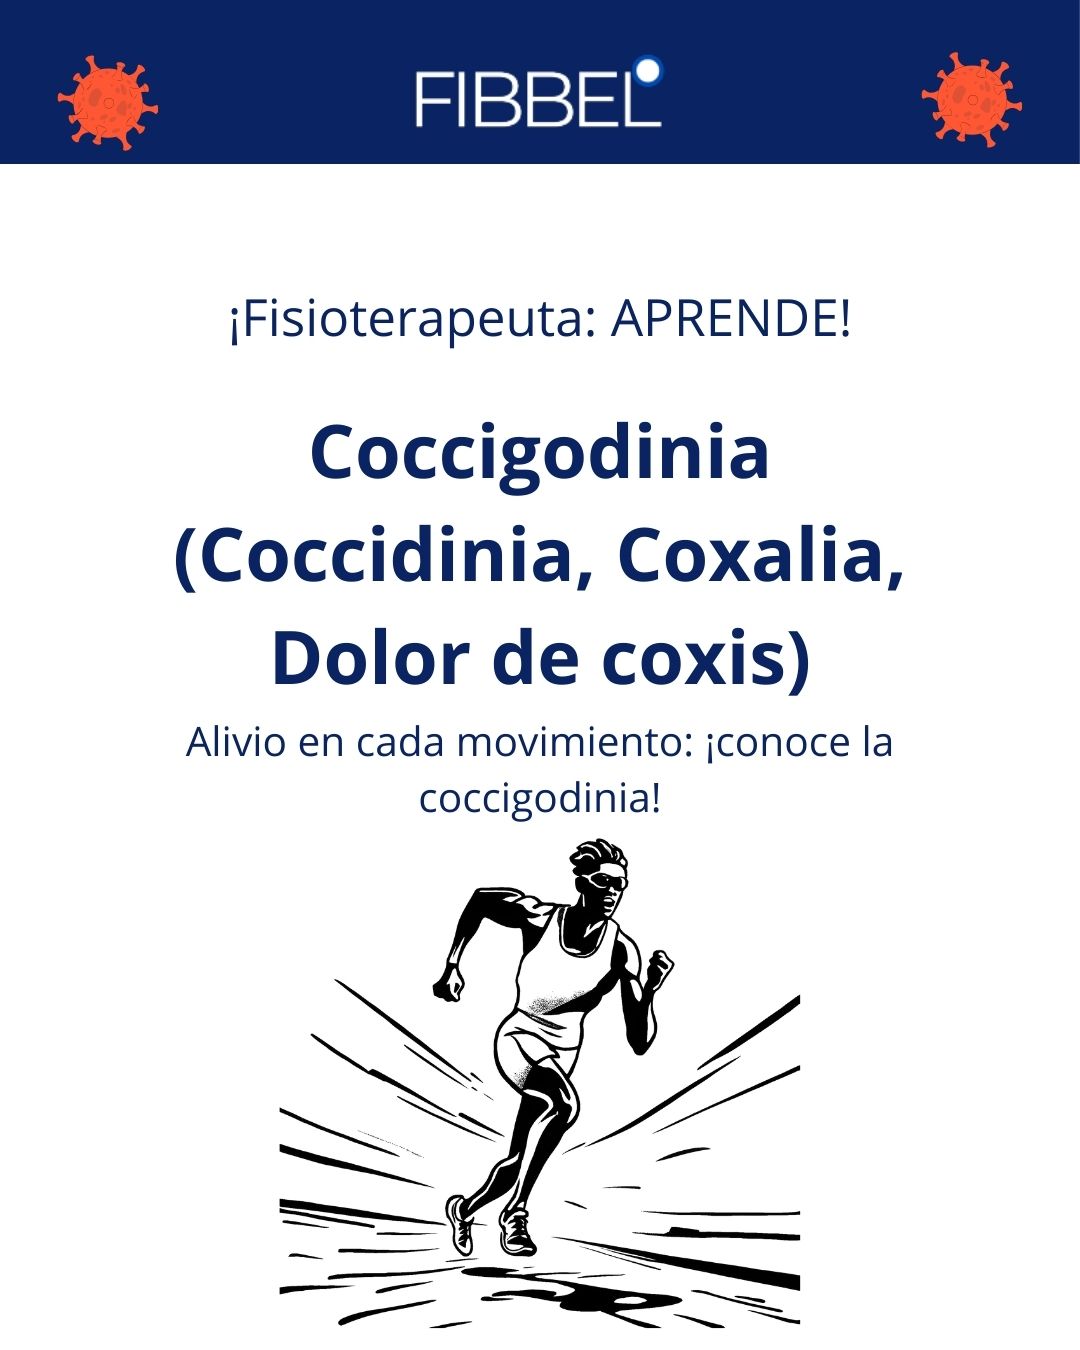 FIBBEL
¡Fisioterapeuta: APRENDE!
Coccigodinia
(Coccidinia, Coxalia,
Dolor de coxis)
Alivio en cada movimiento: ¡conoce la
coccigodinia!